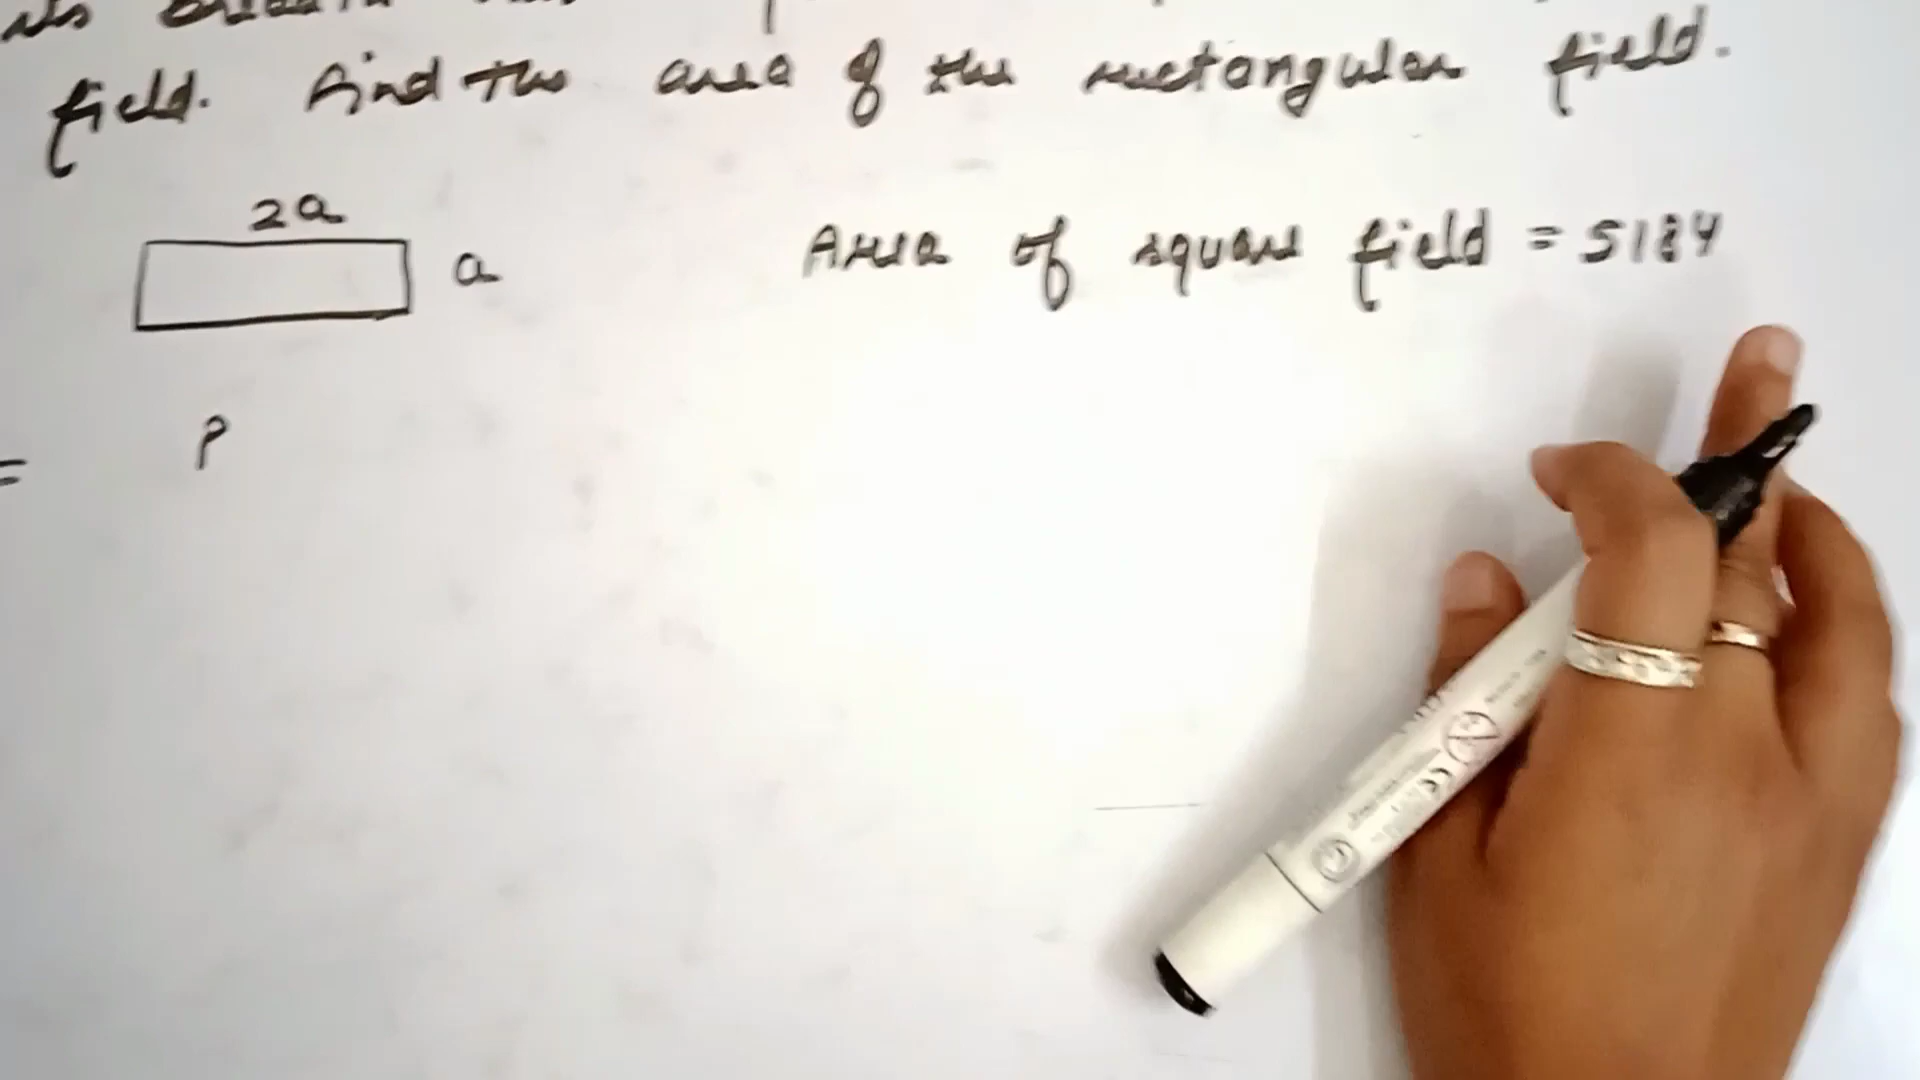 field. Find the area of the rectangular field.
2a
a
Area of square field = 5184
P
=